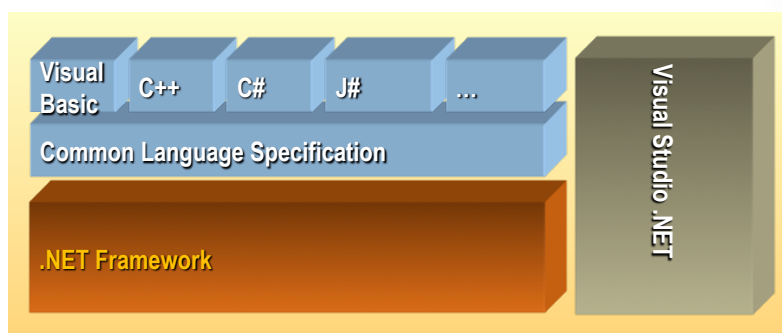 Visual
Basic
C++
C#
J#
...
Common Language Specification
.NET Framework
Visual Studio .NET